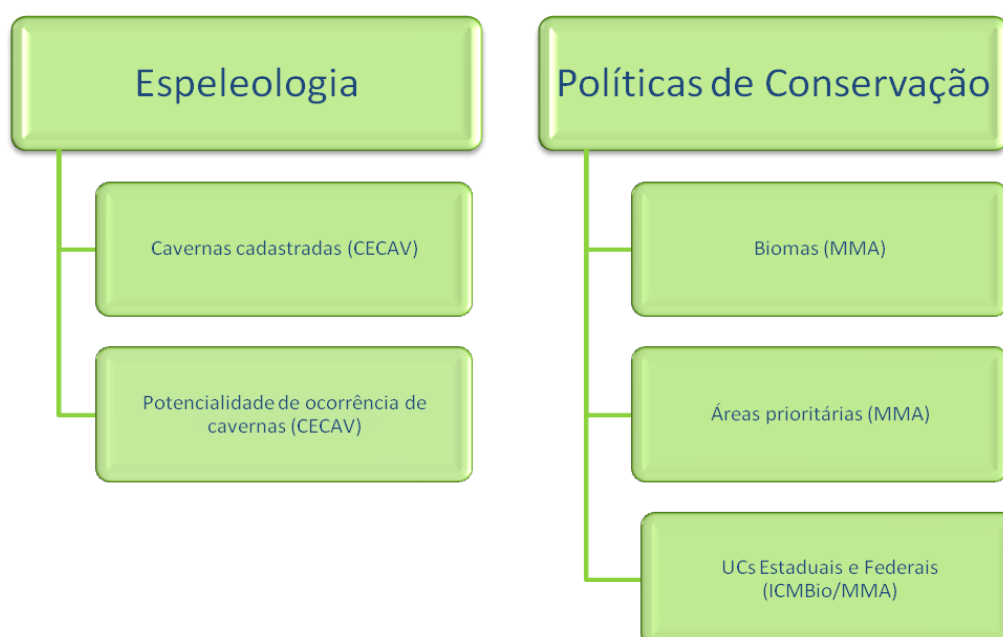 Espeleologia
Cavernas cadastradas (CECAV)
Potencialidade de ocorrência de
cavernas (CECAV)
Políticas de Conservação
Biomas (MMA)
Áreas prioritárias (MMA)
UCs Estaduais e Federais
(ICMBio/MMA)